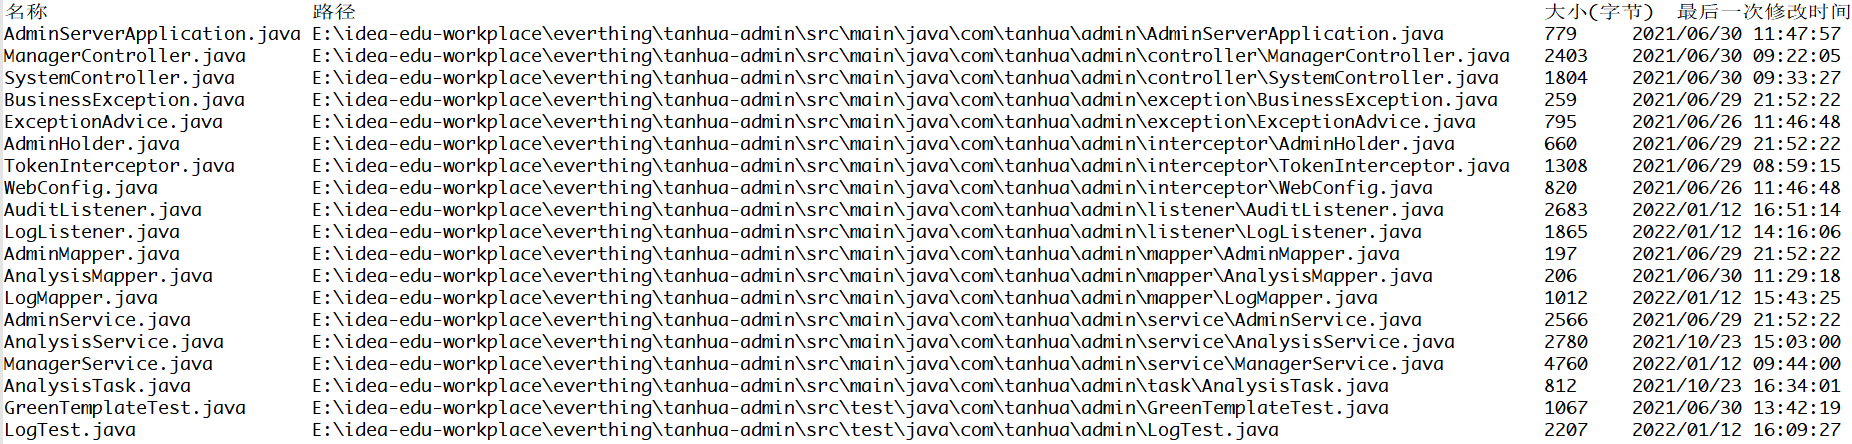 名称 路径 大小(字节) 最后一次修改时间
AdminServerApplication.java E:\idea-edu-workplace\everthing\tanhua-admin\src\main\java\com\tanhua\admin\AdminServerApplication.java 779 2021/06/30 11:47:57
ManagerController.java E:\idea-edu-workplace\everthing\tanhua-admin\src\main\java\com\tanhua\admin\controller\ManagerController.java 2403 2021/06/30 09:22:05
SystemController.java E:\idea-edu-workplace\everthing\tanhua-admin\src\main\java\com\tanhua\admin\controller\SystemController.java 1804 2021/06/30 09:33:27
BusinessException.java E:\idea-edu-workplace\everthing\tanhua-admin\src\main\java\com\tanhua\admin\exception\BusinessException.java 259 2021/06/29 21:52:22
ExceptionAdvice.java E:\idea-edu-workplace\everthing\tanhua-admin\src\main\java\com\tanhua\admin\exception\ExceptionAdvice.java 795 2021/06/26 11:46:48
AdminHolder.java E:\idea-edu-workplace\everthing\tanhua-admin\src\main\java\com\tanhua\admin\interceptor\AdminHolder.java 660 2021/06/29 21:52:22
TokenInterceptor.java E:\idea-edu-workplace\everthing\tanhua-admin\src\main\java\com\tanhua\admin\interceptor\TokenInterceptor.java 1308 2021/06/29 08:59:15
WebConfig.java E:\idea-edu-workplace\everthing\tanhua-admin\src\main\java\com\tanhua\admin\interceptor\WebConfig.java 820 2021/06/26 11:46:48
AuditListener.java E:\idea-edu-workplace\everthing\tanhua-admin\src\main\java\com\tanhua\admin\listener\AuditListener.java 2683 2022/01/12 16:51:14
LogListener.java E:\idea-edu-workplace\everthing\tanhua-admin\src\main\java\com\tanhua\admin\listener\LogListener.java 1865 2022/01/12 14:16:06
AdminMapper.java E:\idea-edu-workplace\everthing\tanhua-admin\src\main\java\com\tanhua\admin\mapper\AdminMapper.java 197 2021/06/29 21:52:22
AnalysisMapper.java E:\idea-edu-workplace\everthing\tanhua-admin\src\main\java\com\tanhua\admin\mapper\AnalysisMapper.java 206 2021/06/30 11:29:18
LogMapper.java E:\idea-edu-workplace\everthing\tanhua-admin\src\main\java\com\tanhua\admin\mapper\LogMapper.java 1012 2022/01/12 15:43:25
AdminService.java E:\idea-edu-workplace\everthing\tanhua-admin\src\main\java\com\tanhua\admin\service\AdminService.java 2566 2021/06/29 21:52:22
AnalysisService.java E:\idea-edu-workplace\everthing\tanhua-admin\src\main\java\com\tanhua\admin\service\AnalysisService.java 2780 2021/10/23 15:03:00
ManagerService.java E:\idea-edu-workplace\everthing\tanhua-admin\src\main\java\com\tanhua\admin\service\ManagerService.java 4760 2022/01/12 09:44:00
AnalysisTask.java E:\idea-edu-workplace\everthing\tanhua-admin\src\main\java\com\tanhua\admin\task\AnalysisTask.java 812 2021/10/23 16:34:01
GreenTemplateTest.java E:\idea-edu-workplace\everthing\tanhua-admin\src\test\java\com\tanhua\admin\GreenTemplateTest.java 1067 2021/06/30 13:42:19
LogTest.java E:\idea-edu-workplace\everthing\tanhua-admin\src\test\java\com\tanhua\admin\LogTest.java 2207 2022/01/12 16:09:27